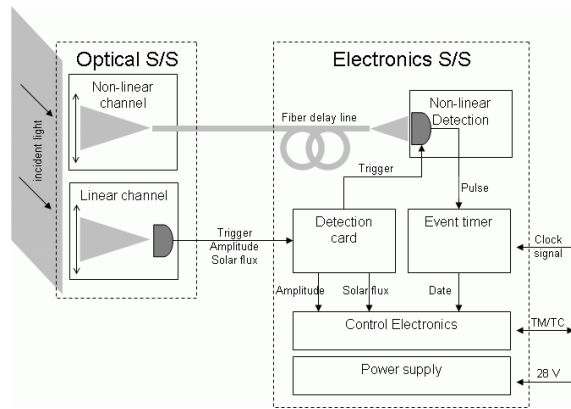 Optical S/S
Electronics S/S
incident light
Non-linear
channel
Fiber delay line
Non-linear
Detection
Trigger
Pulse
Linear channel
Trigger
Amplitude
Solar flux
Detection
card
Event timer
Clock
signal
Amplitude
Solar flux
Date
Control Electronics
TM/TC
Power supply
28 V